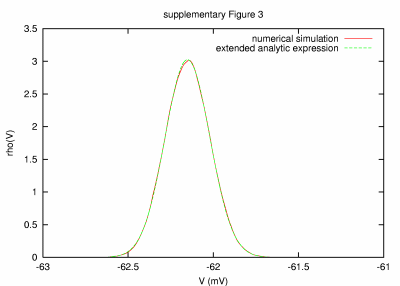 supplementary Figure 3
numerical simulation
extended analytic expression
3.5
3
2.5
2
1.5
1
0.5
0
rho(V)
-63
-62.5
-62
-61.5
-61
V (mV)